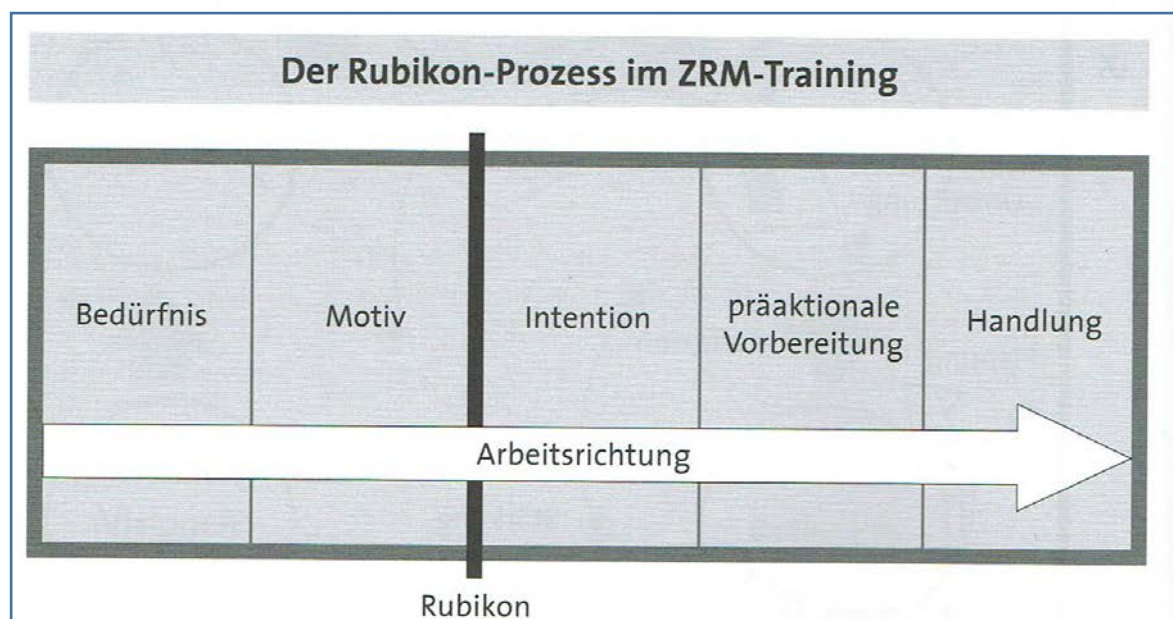 Der Rubikon-Prozess im ZRM-Training
Bedürfnis
Motiv
Intention
präaktionale
Vorbereitung
Handlung
Arbeitsrichtung
Rubikon